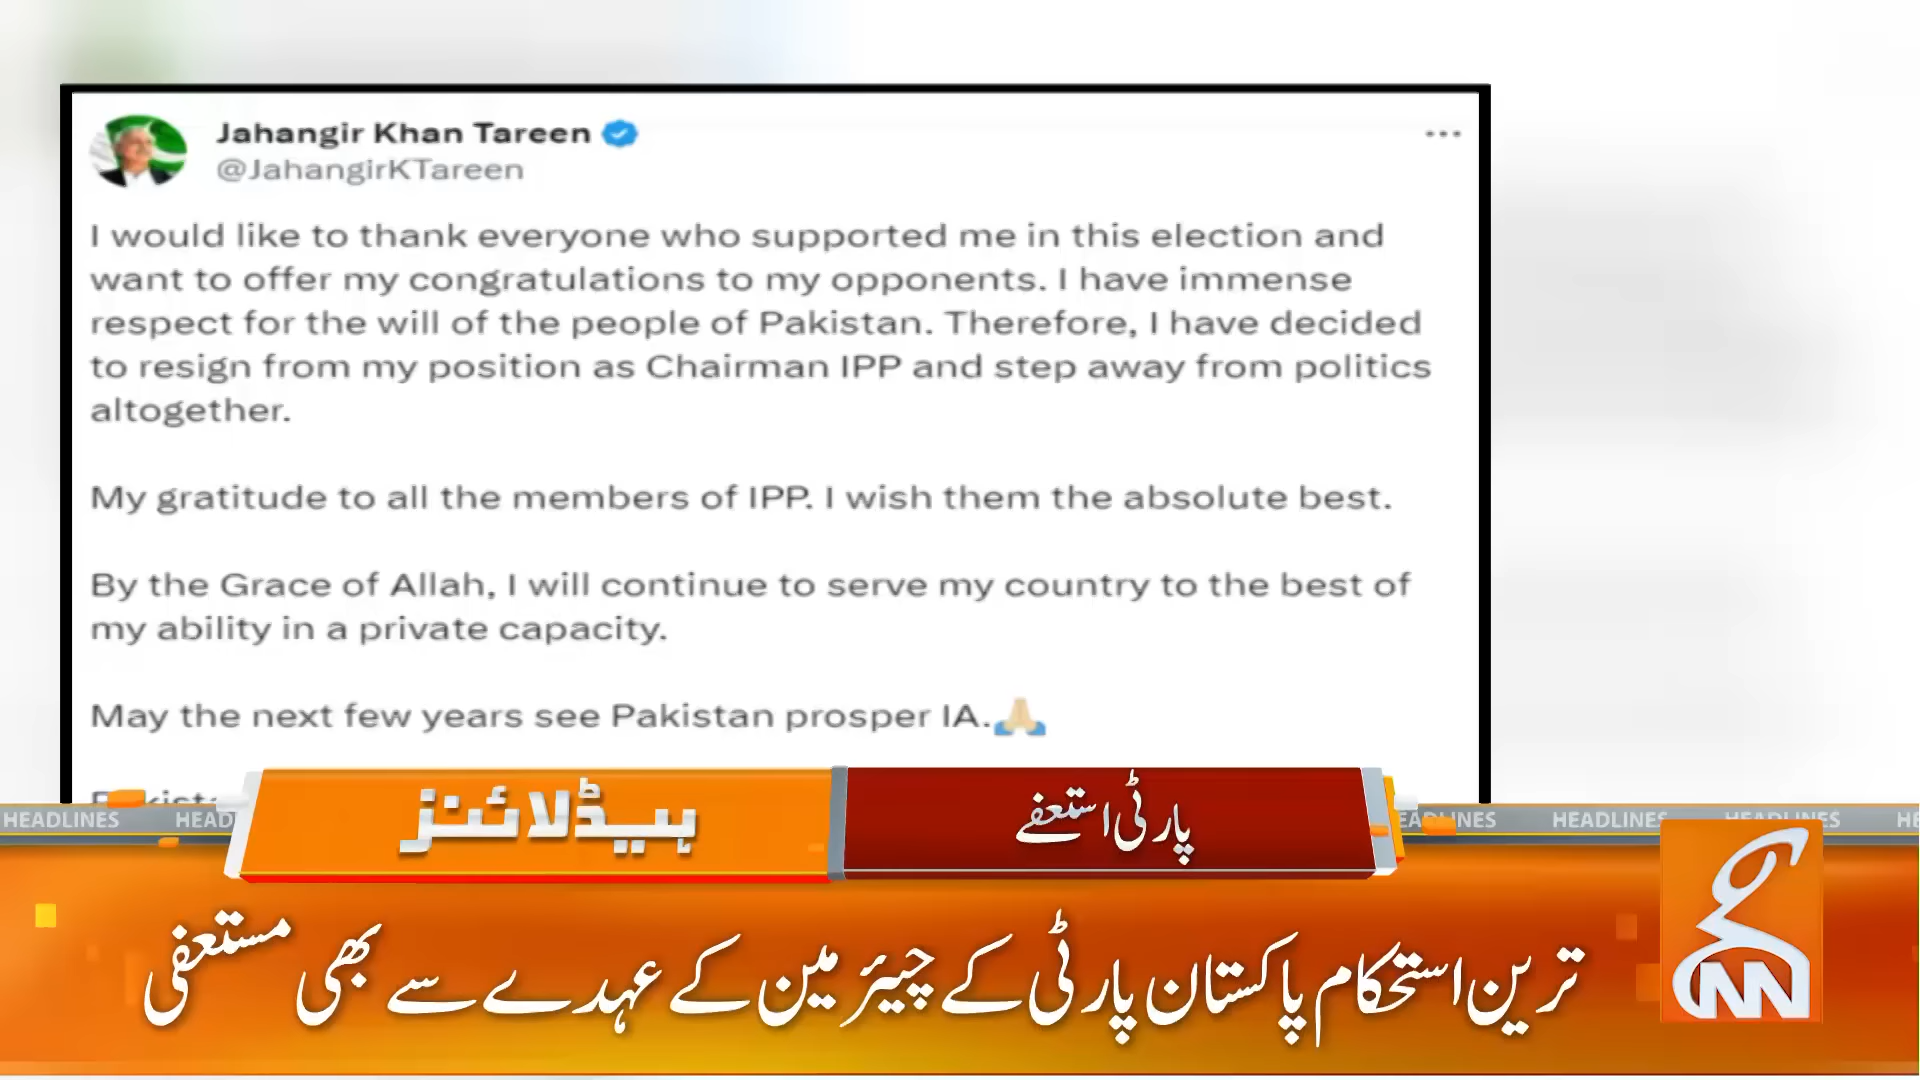 Jahangir Khan Tareen
@JahangirKTareen
I would like to thank everyone who supported me in this election and
want to offer my congratulations to my opponents. I have immense
respect for the will of the people of Pakistan. Therefore, I have decided
to resign from my position as Chairman IPP and step away from politics
altogether.
My gratitude to all the members of IPP. I wish them the absolute best.
By the Grace of Allah, I will continue to serve my country to the best of
my ability in a private capacity.
May the next few years see Pakistan prosper IA.🙏🏼
HEADLINES HEADLINES HEADLINES
ہیڈلائنز
پارٹی استعفے
ترین استحکام پاکستان پارٹی کے چیئرمین کے عہدے سے بھی مستعفی
GNN